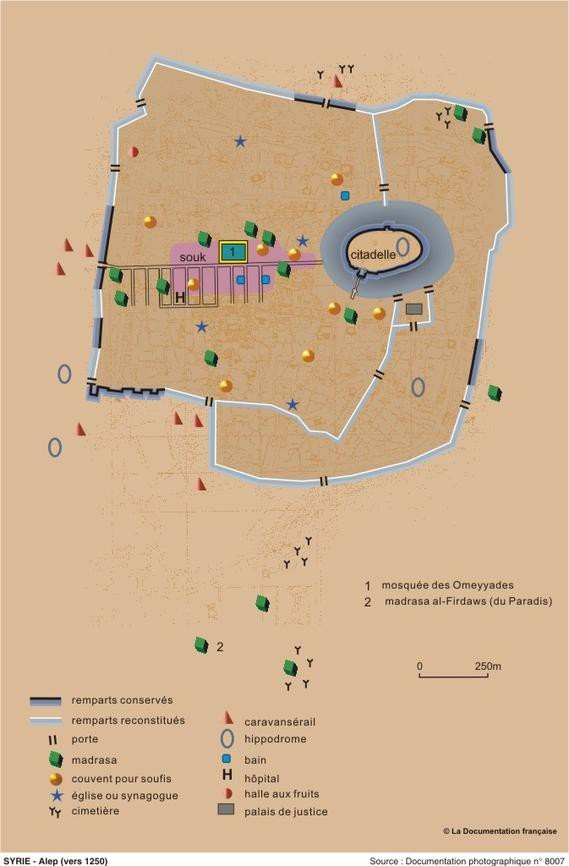 souk
1
citadelle
H
1 mosquée des Omeyyades
2 madrasa al-Firdaws (du Paradis)
2
0 250m
remparts conservés
remparts reconstitués
porte
madrasa
couvent pour soufis
église ou synagogue
cimetière
caravansérail
hippodrome
bain
H hôpital
halle aux fruits
palais de justice
© La Documentation française
SYRIE - Alep (vers 1250) Source : Documentation photographique n° 8007